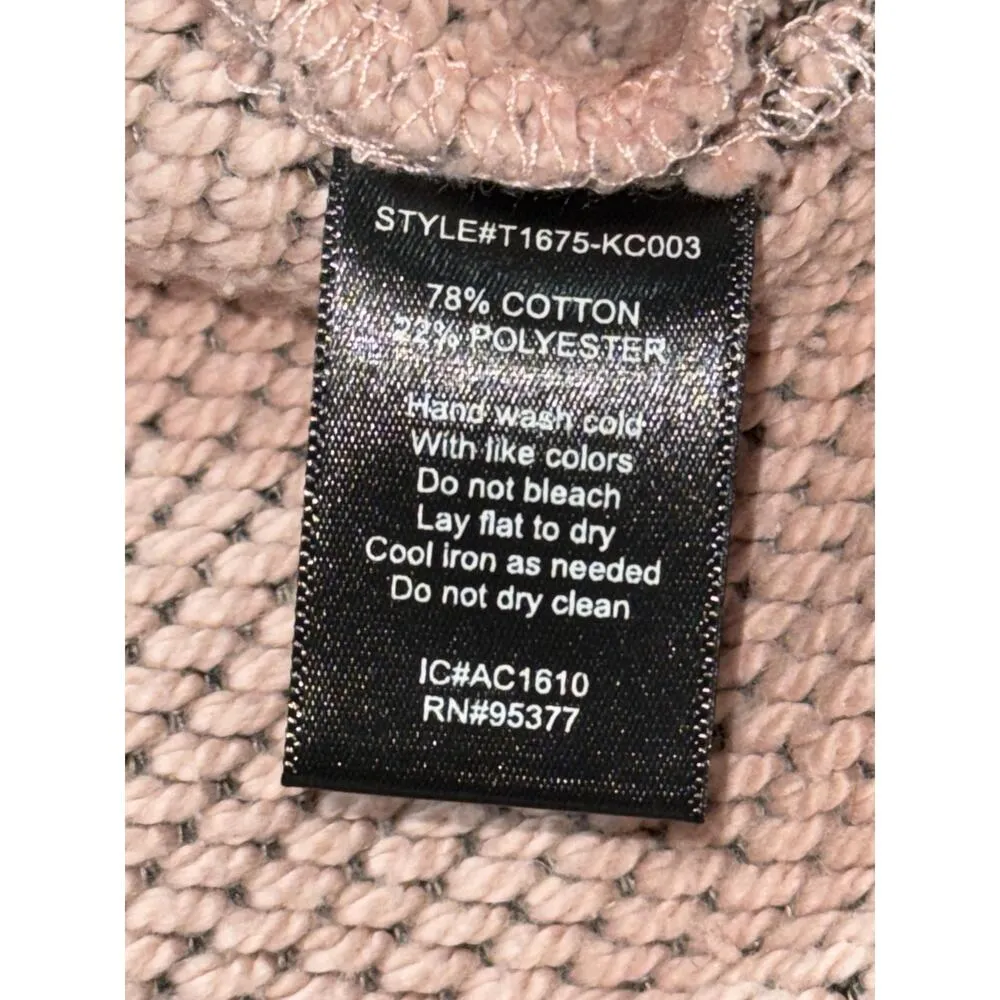 STYLE#T1675-KC003
78% COTTON
22% POLYESTER
Hand wash cold
With like colors
Do not bleach
Lay flat to dry
Cool iron as needed
Do not dry clean
IC#AC1610
RN#95377